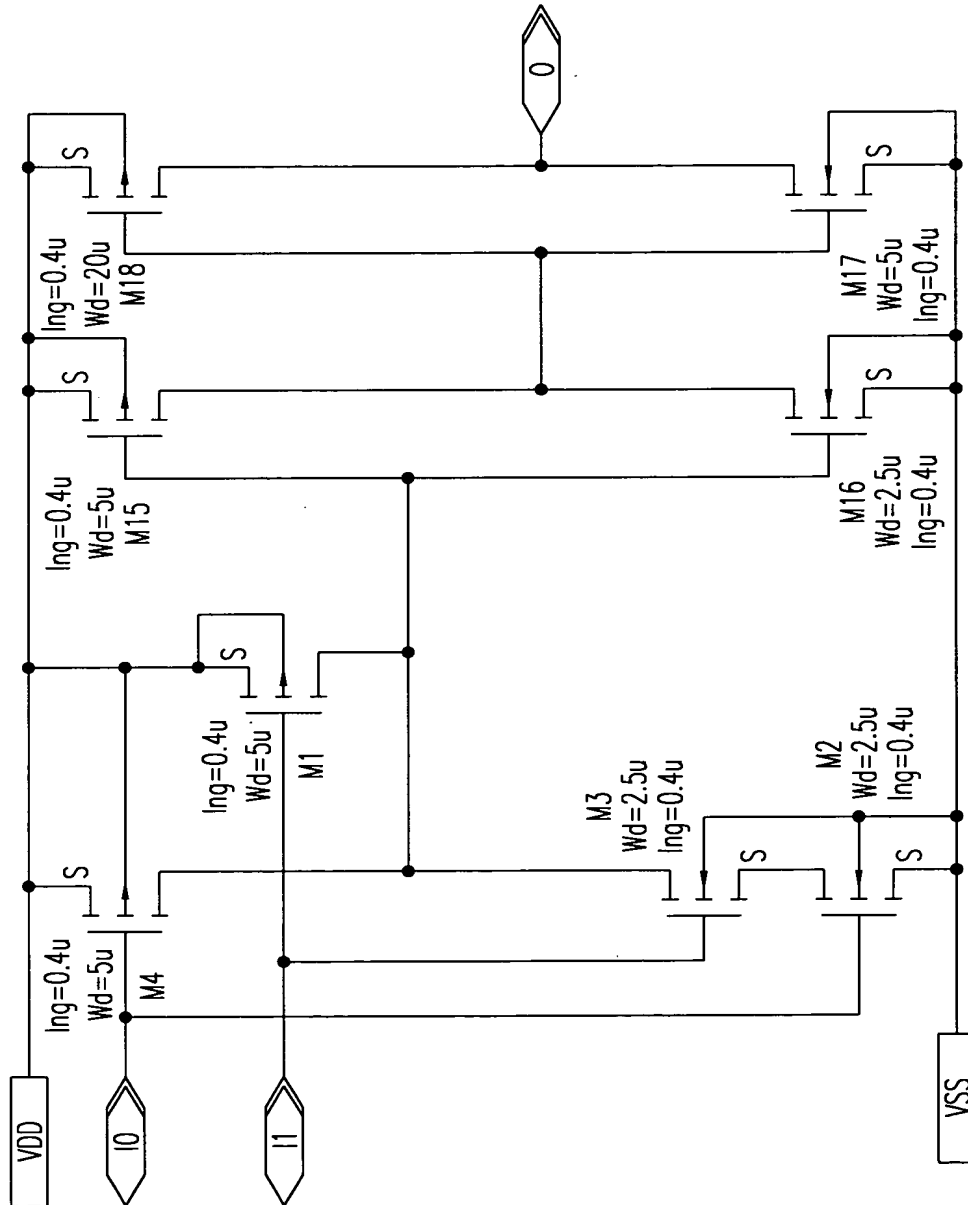 VDD
I0
I1
VSS
lng=0.4u
Wd=5u
M4
S
lng=0.4u
Wd=5u
M1
S
M3
Wd=2.5u
lng=0.4u
S
M2
Wd=2.5u
lng=0.4u
S
lng=0.4u
Wd=5u
M15
S
M16
Wd=2.5u
lng=0.4u
S
lng=0.4u
Wd=20u
M18
S
M17
Wd=5u
lng=0.4u
S
O